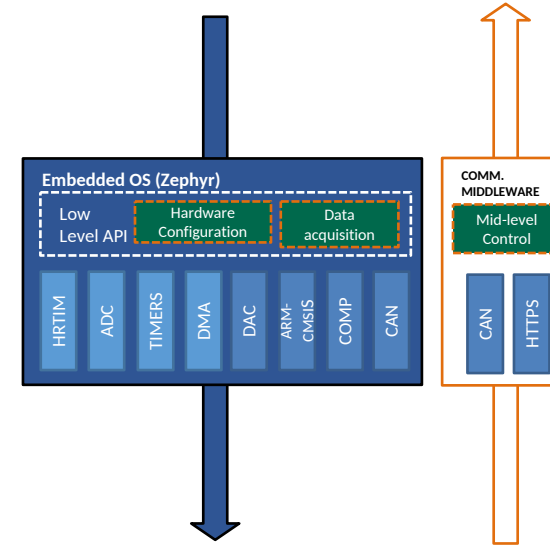 Embedded OS (Zephyr)
Low
Level API
Hardware
Configuration
Data
acquisition
HRTIM
ADC
TIMERS
DMA
DAC
ARM-
CMSIS
COMP
CAN
COMM.
MIDDLEWARE
Mid-level
Control
CAN
HTTPS